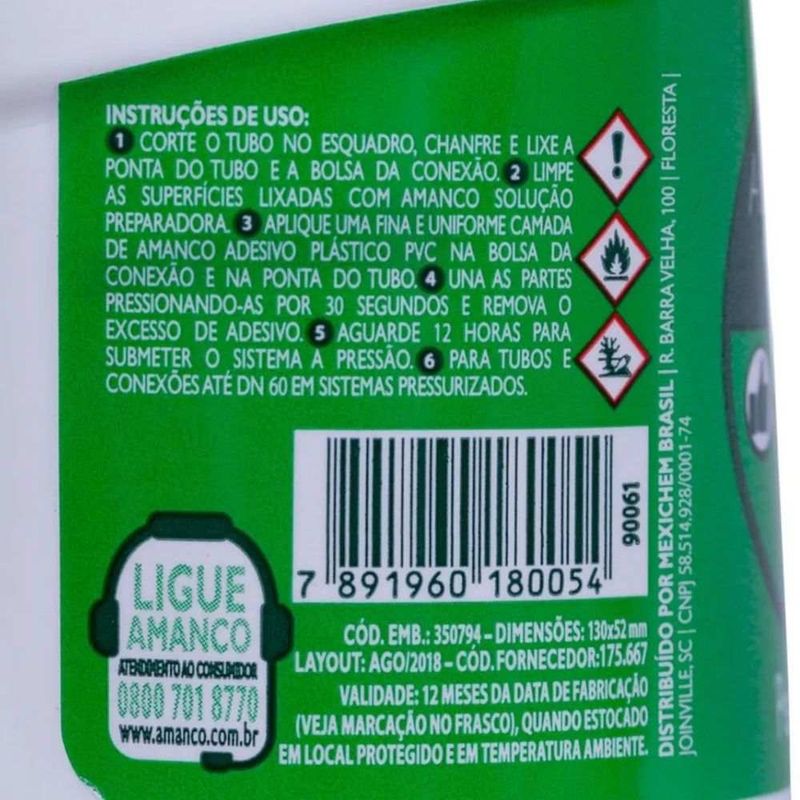 INSTRUÇÕES DE USO:
1 CORTE O TUBO NO ESQUADRO, CHANFRE E LIXE A
PONTA DO TUBO E A BOLSA DA CONEXÃO. 2 LIMPE
AS SUPERFÍCIES LIXADAS COM AMANCO SOLUÇÃO
PREPARADORA. 3 APLIQUE UMA FINA E UNIFORME CAMADA
DE AMANCO ADESIVO PLÁSTICO PVC NA BOLSA DA
CONEXÃO E NA PONTA DO TUBO. 4 UNA AS PARTES
PRESSIONANDO-AS POR 30 SEGUNDOS E REMOVA O
EXCESSO DE ADESIVO. 5 AGUARDE 12 HORAS PARA
SUBMETER O SISTEMA A PRESSÃO. 6 PARA TUBOS E
CONEXÕES ATÉ DN 60 EM SISTEMAS PRESSURIZADOS.
90061
7 891960 180054
LIGUE
AMANCO
ATENDIMENTO AO CONSUMIDOR
0800 701 8770
www.amanco.com.br
CÓD. EMB.: 350794 – DIMENSÕES: 130x52 mm
LAYOUT: AGO/2018 – CÓD. FORNECEDOR:175.667
VALIDADE: 12 MESES DA DATA DE FABRICAÇÃO
(VEJA MARCAÇÃO NO FRASCO), QUANDO ESTOCADO
EM LOCAL PROTEGIDO E EM TEMPERATURA AMBIENTE.
DISTRIBUÍDO POR MEXICHEM BRASIL | R. BARRA VELHA, 100 | FLORESTA |
JOINVILLE, SC | CNPJ 58.514.928/0001-74